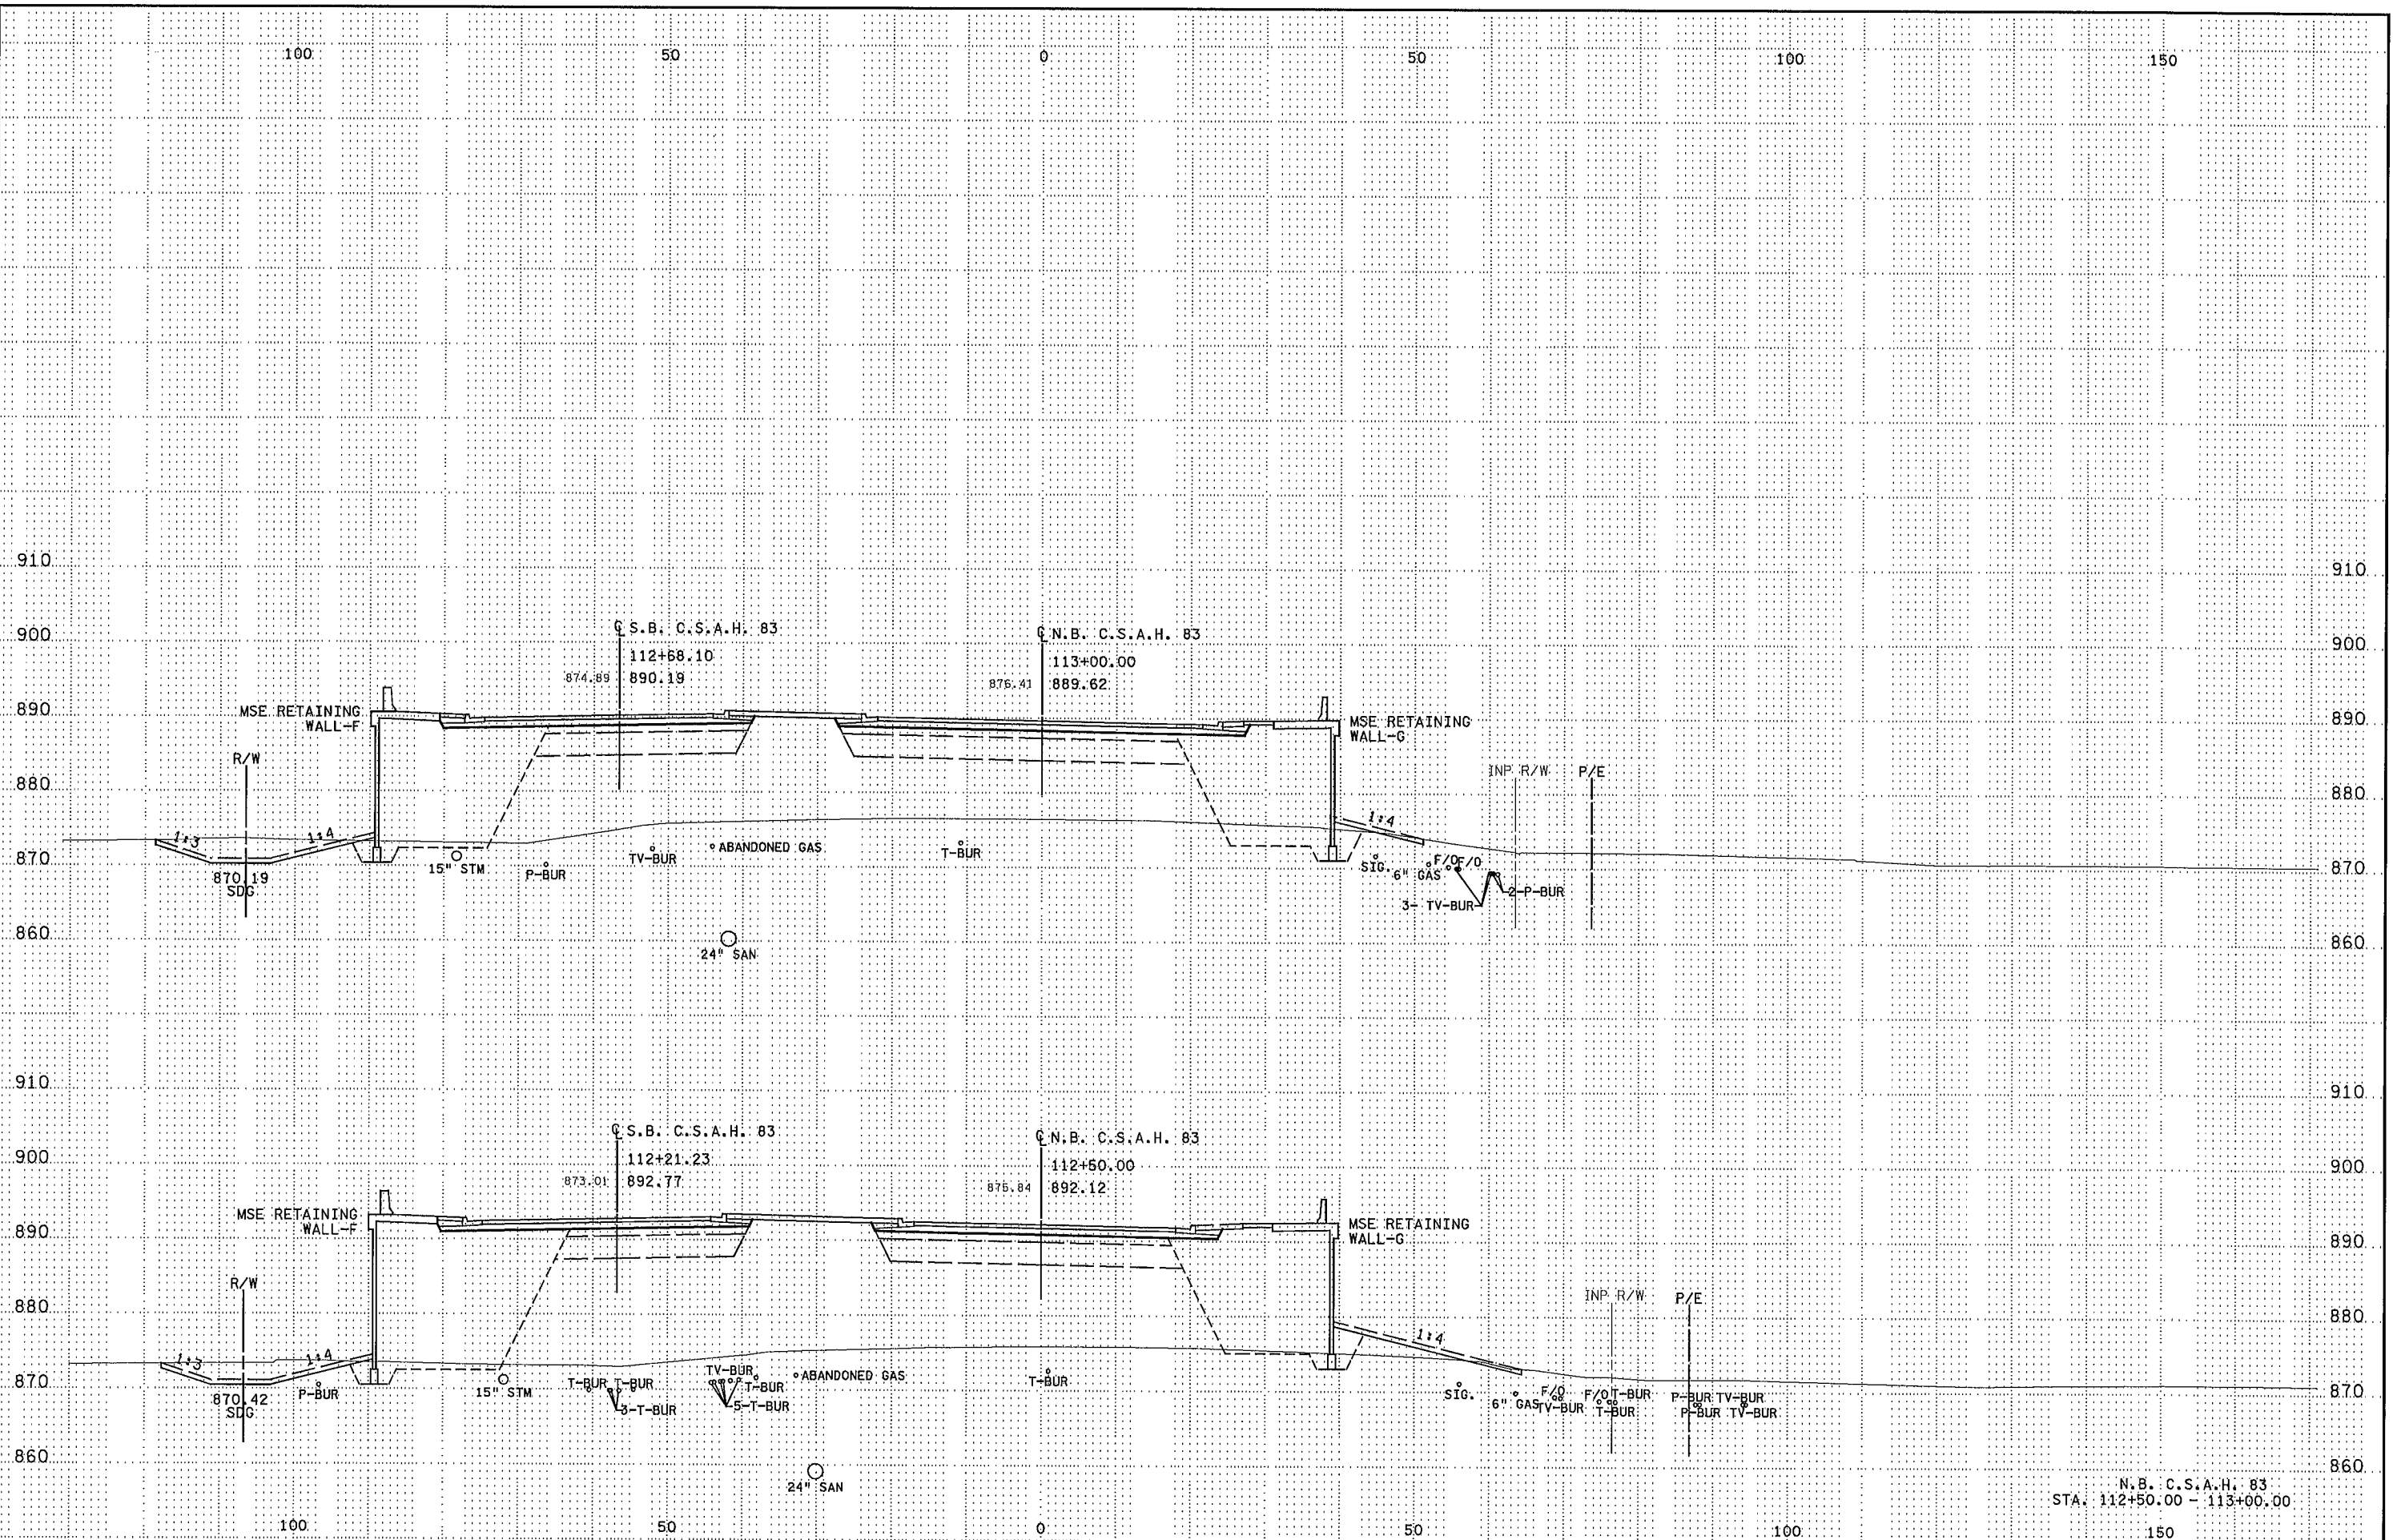 100 50 0 50 100 150
910 910
900 900
℄ S.B. C.S.A.H. 83
112+68.10
874.89 890.19
℄ N.B. C.S.A.H. 83
113+00.00
876.41 889.62
890 890
MSE RETAINING
WALL-F
MSE RETAINING
WALL-G
R/W
INP R/W P/E
880 880
1:3 1:4
1:4
870 870
870.19
SDG
15" STM
P-BUR
TV-BUR
ABANDONED GAS
T-BUR
SIG.
F/O F/O
6" GAS
2-P-BUR
3- TV-BUR
860 860
24" SAN
910 910
900 900
℄ S.B. C.S.A.H. 83
112+21.23
873.01 892.77
℄ N.B. C.S.A.H. 83
112+50.00
875.84 892.12
890 890
MSE RETAINING
WALL-F
MSE RETAINING
WALL-G
R/W
INP R/W P/E
880 880
1:3 1:4
1:4
870 870
870.42
SDG
P-BUR
15" STM
T-BUR T-BUR
3-T-BUR
TV-BUR
T-BUR
5-T-BUR
ABANDONED GAS
T-BUR
SIG.
6" GAS
F/O
TV-BUR
F/O T-BUR
T-BUR
P-BUR TV-BUR
P-BUR TV-BUR
860 860
24" SAN
N.B. C.S.A.H. 83
STA. 112+50.00 - 113+00.00
100 50 0 50 100 150